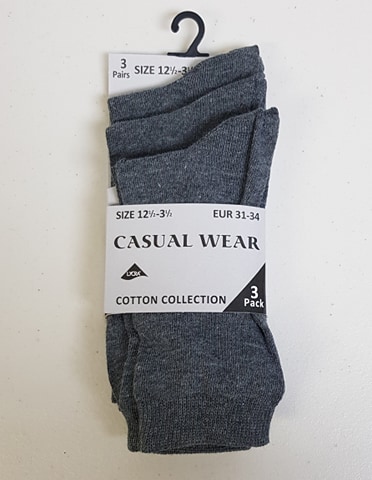 3 Pairs SIZE 12½-3½
SIZE 12½-3½ EUR 31-34
CASUAL WEAR
LYCRA
COTTON COLLECTION
3
Pack